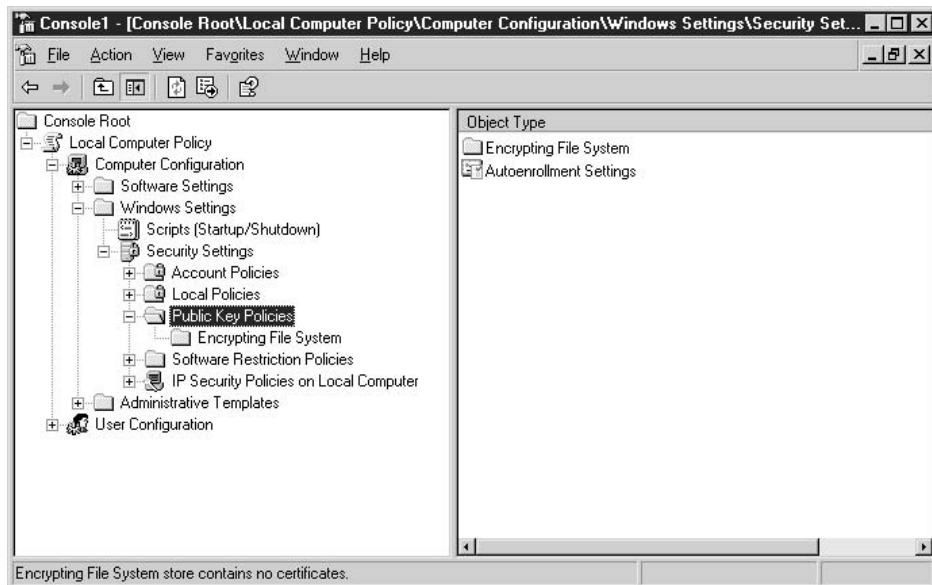 Console1 - [Console Root\Local Computer Policy\Computer Configuration\Windows Settings\Security Set...
File Action View Favorites Window Help
Console Root
Local Computer Policy
Computer Configuration
Software Settings
Windows Settings
Scripts (Startup/Shutdown)
Security Settings
Account Policies
Local Policies
Public Key Policies
Encrypting File System
Software Restriction Policies
IP Security Policies on Local Computer
Administrative Templates
User Configuration
Object Type
Encrypting File System
Autoenrollment Settings
Encrypting File System store contains no certificates.